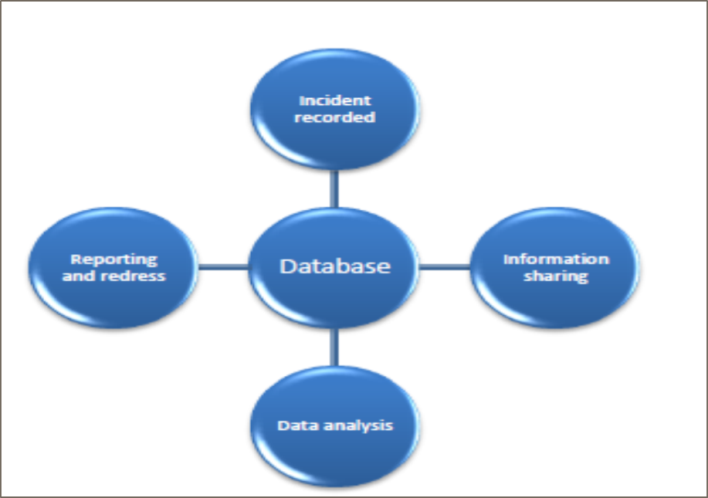 Incident
recorded
Reporting
and redress
Database
Information
sharing
Data analysis